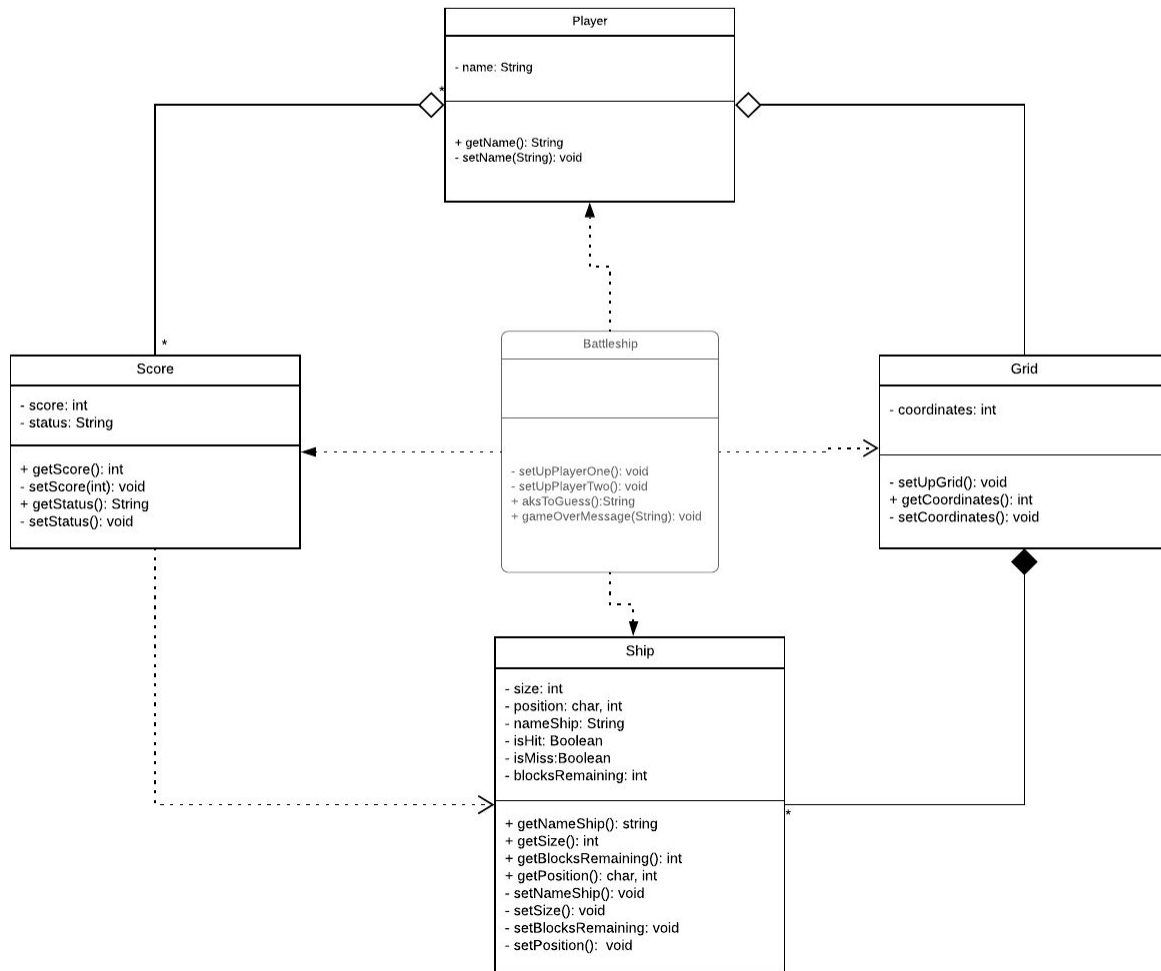 Player
- name: String
*
+ getName(): String
- setName(String): void
*
Score
- score: int
- status: String
+ getScore(): int
- setScore(int): void
+ getStatus(): String
- setStatus(): void
Battleship
- setUpPlayerOne(): void
- setUpPlayerTwo(): void
+ aksToGuess():String
+ gameOverMessage(String): void
Grid
- coordinates: int
- setUpGrid(): void
+ getCoordinates(): int
- setCoordinates(): void
Ship
- size: int
- position: char, int
- nameShip: String
- isHit: Boolean
- isMiss:Boolean
- blocksRemaining: int
*
+ getNameShip(): string
+ getSize(): int
+ getBlocksRemaining(): int
+ getPosition(): char, int
- setNameShip(): void
- setSize(): void
- setBlocksRemaining: void
- setPosition():  void